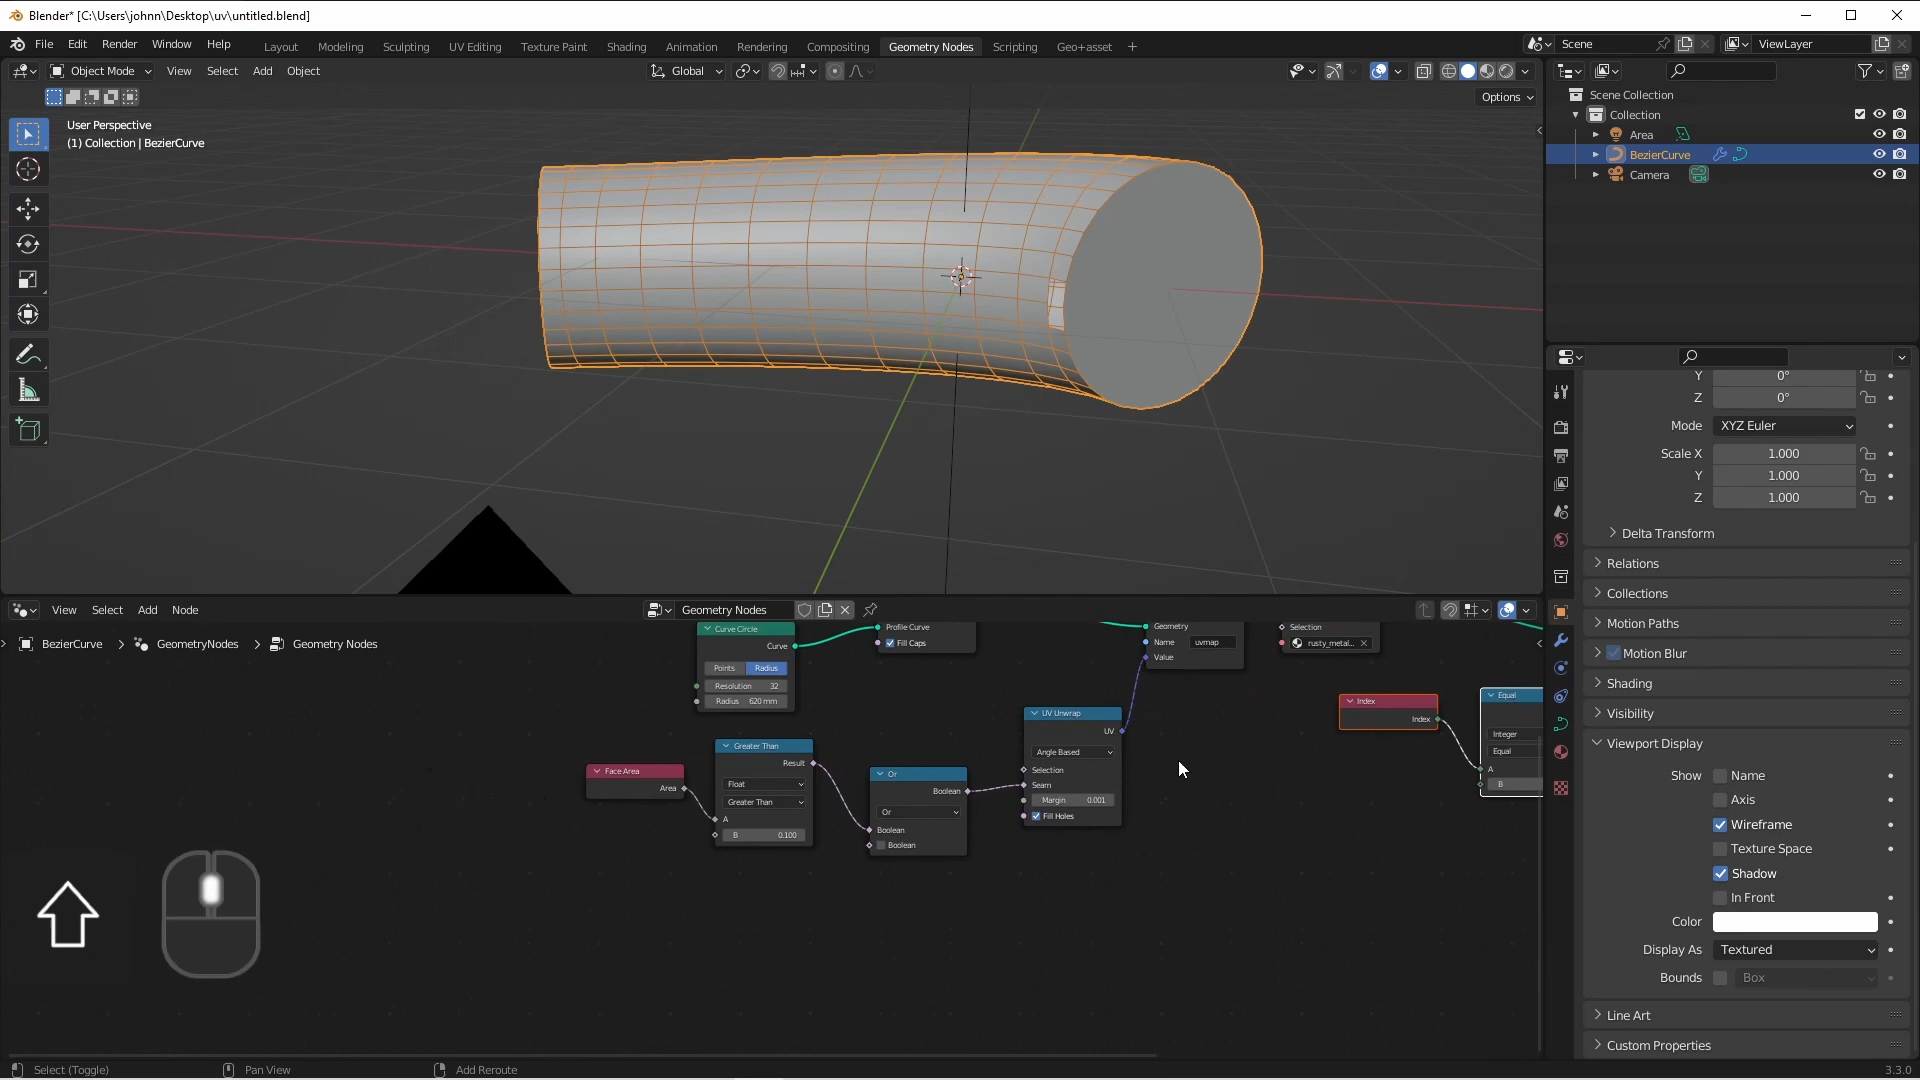 Blender* [C:\Users\johnn\Desktop\uv\untitled.blend]
File Edit Render Window Help Layout Modeling Sculpting UV Editing Texture Paint Shading Animation Rendering Compositing Geometry Nodes Scripting Geo+asset + Scene ViewLayer
Object Mode View Select Add Object Global
Options
User Perspective
(1) Collection | BezierCurve
Scene Collection
Collection
Area
BezierCurve
Camera
Y 0°
Z 0°
Mode XYZ Euler
Scale X 1.000
Y 1.000
Z 1.000
Delta Transform
Relations
Collections
Motion Paths
Motion Blur
Shading
Visibility
Viewport Display
Show Name
Axis
Wireframe
Texture Space
Shadow
In Front
Color
Display As Textured
Bounds Box
Line Art
Custom Properties
View Select Add Node Geometry Nodes
BezierCurve > GeometryNodes > Geometry Nodes
Curve Circle
Curve
Points Radius
Resolution 32
Radius 620 mm
Profile Curve
Fill Caps
Geometry
Name uvmap
Value
Selection
rusty_metal...
Index
Index
Equal
Integer
Equal
A
B
UV Unwrap
UV
Angle Based
Selection
Seam
Margin 0.001
Fill Holes
Face Area
Area
Greater Than
Result
Float
Greater Than
A
B 0.100
Or
Boolean
Or
Boolean
Boolean
Select (Toggle) Pan View Add Reroute 3.3.0